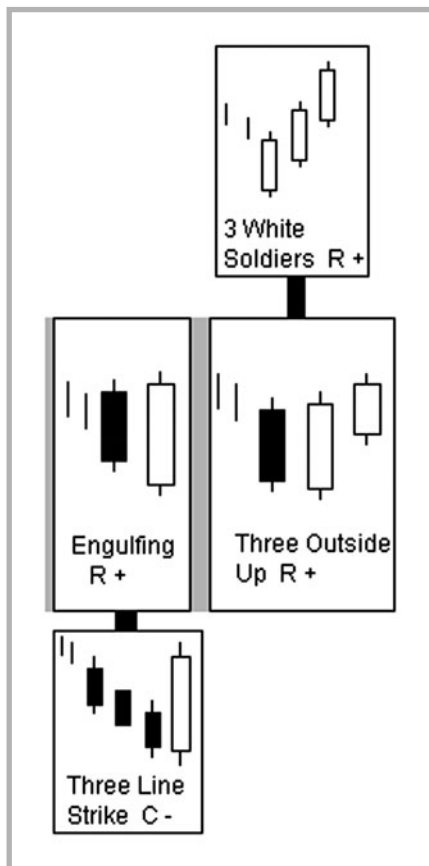 3 White
Soldiers R +
Engulfing
R +
Three Outside
Up R +
Three Line
Strike C -